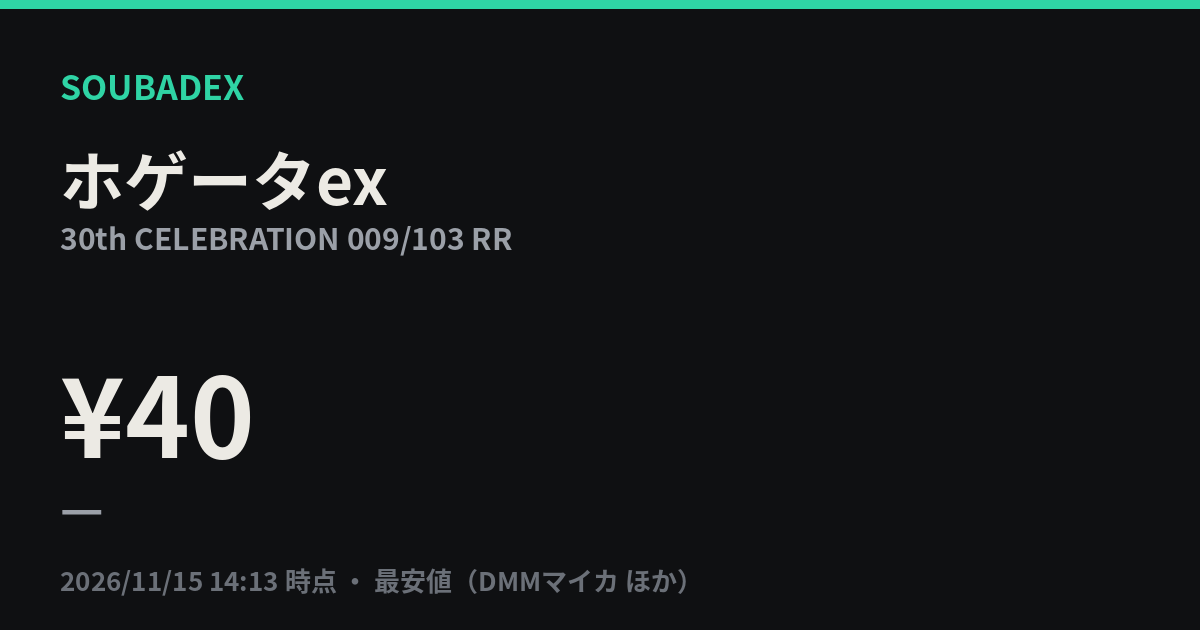 SOUBADEX
ホゲータex
30th CELEBRATION 009/103 RR
¥40
—
2026/11/15 14:13 時点 ・ 最安値（DMMマイカ ほか）